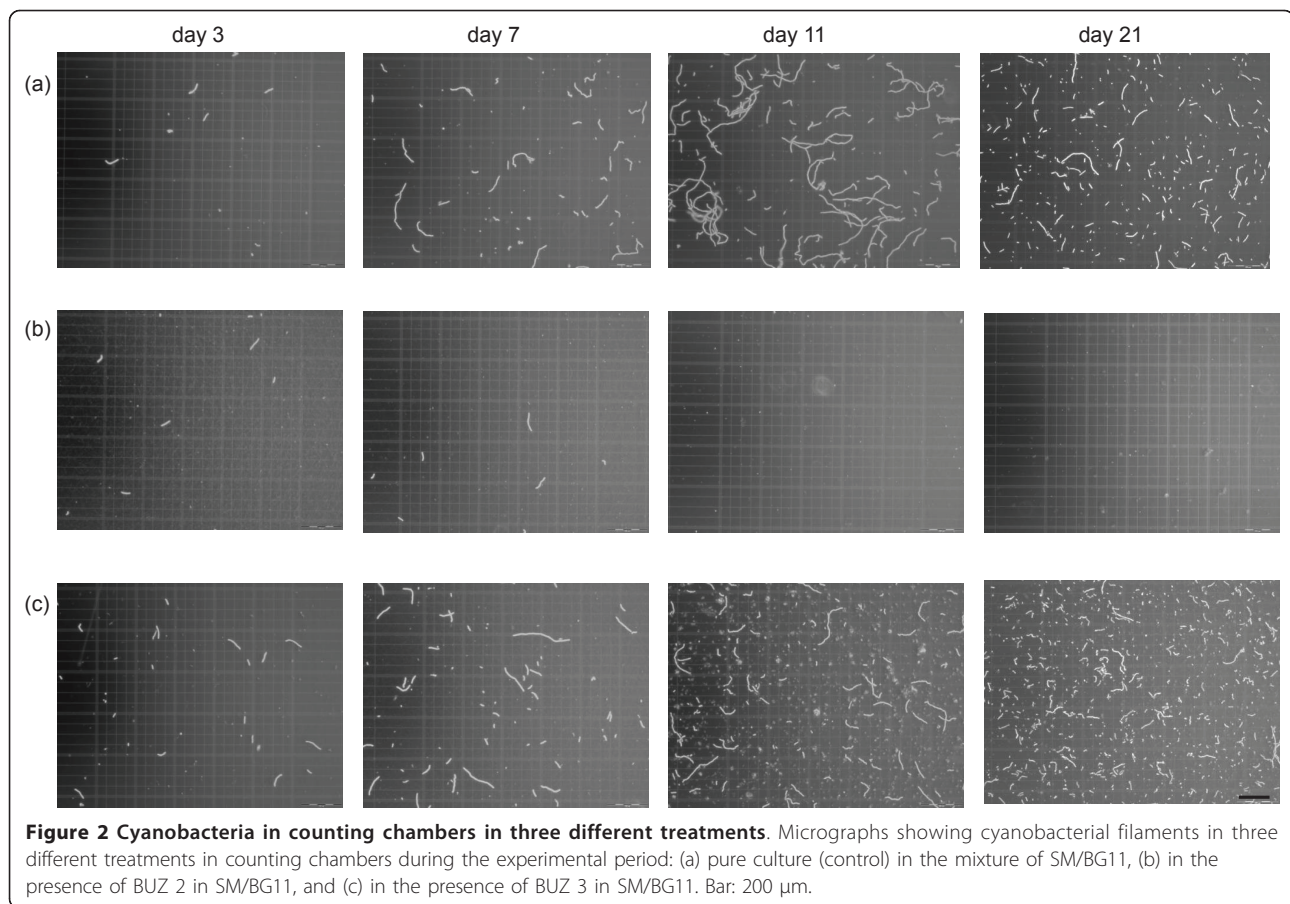 day 3 day 7 day 11 day 21
(a)
(b)
(c)
Figure 2 Cyanobacteria in counting chambers in three different treatments. Micrographs showing cyanobacterial filaments in three
different treatments in counting chambers during the experimental period: (a) pure culture (control) in the mixture of SM/BG11, (b) in the
presence of BUZ 2 in SM/BG11, and (c) in the presence of BUZ 3 in SM/BG11. Bar: 200 μm.